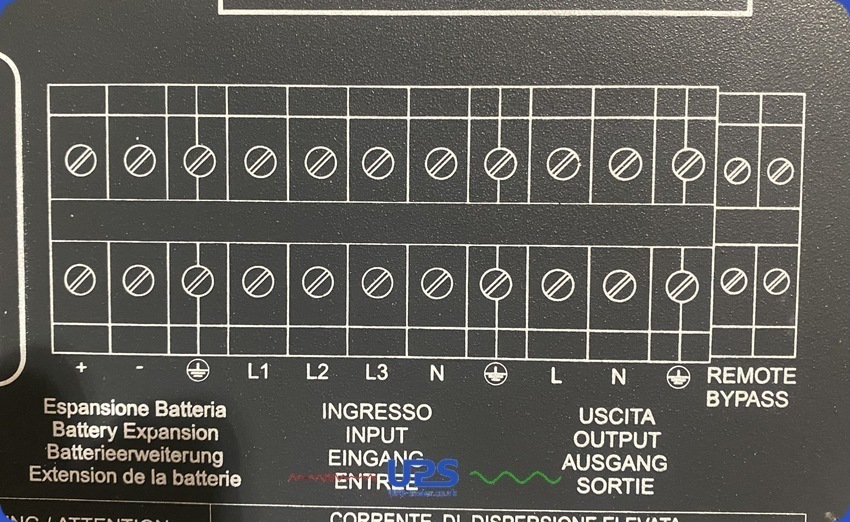 + - L1 L2 L3 N L N REMOTE
BYPASS
Espansione Batteria
Battery Expansion
Batterieerweiterung
Extension de la batterie
INGRESSO
INPUT
EINGANG
ENTREE
USCITA
OUTPUT
AUSGANG
SORTIE
UPS
/ ATTENTION
CORRENTE DI DISPERSIONE ELEVATA